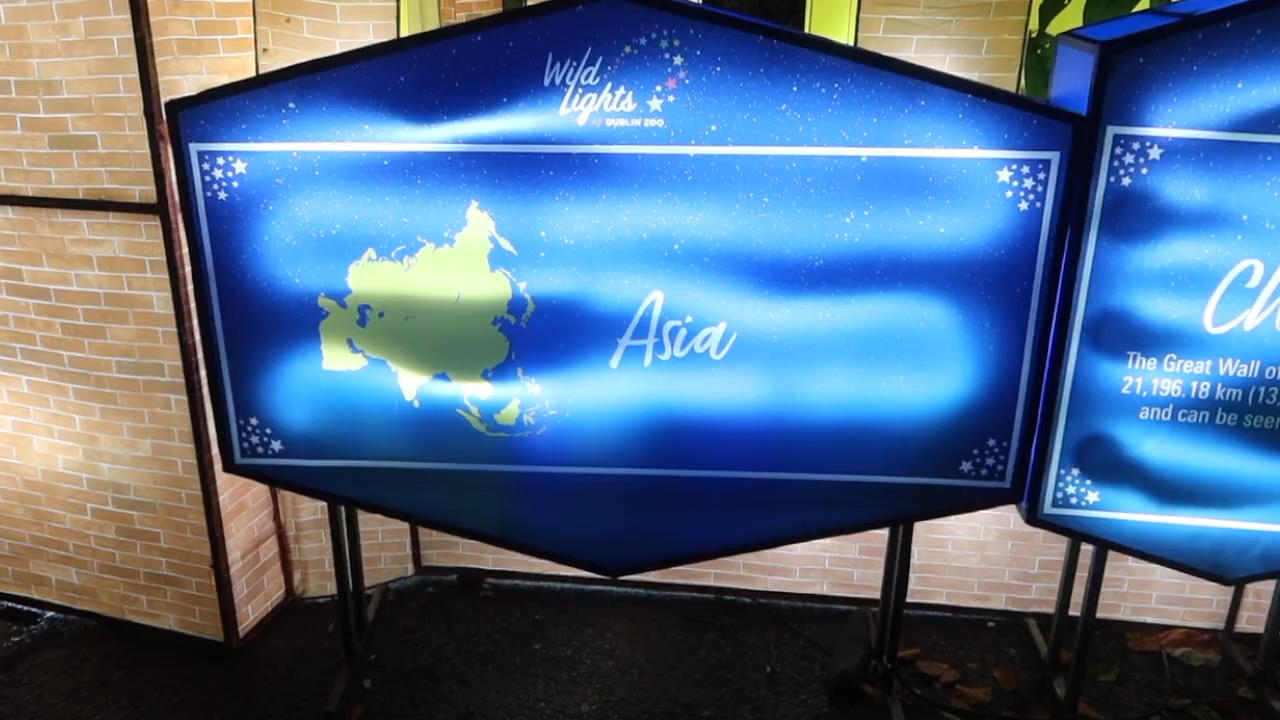 Wild
Lights
AT DUBLIN ZOO
Asia
The Great Wall of
21,196.18 km (13,
and can be seen